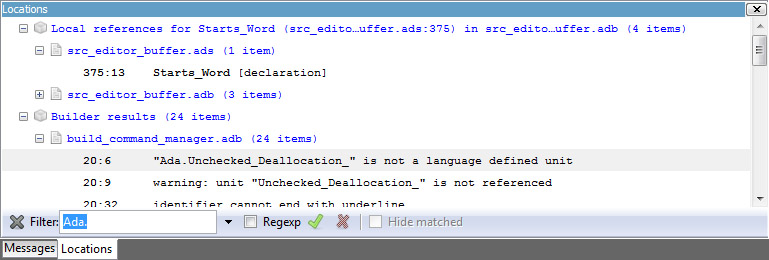 Locations
Local references for Starts_Word (src_edito…uffer.ads:375) in src_edito…uffer.adb (4 items)
src_editor_buffer.ads (1 item)
375:13 Starts_Word [declaration]
src_editor_buffer.adb (3 items)
Builder results (24 items)
build_command_manager.adb (24 items)
20:6 "Ada.Unchecked_Deallocation_" is not a language defined unit
20:9 warning: unit "Unchecked_Deallocation_" is not referenced
20:32 identifier cannot end with underline
Filter: Ada. Regexp Hide matched
Messages Locations